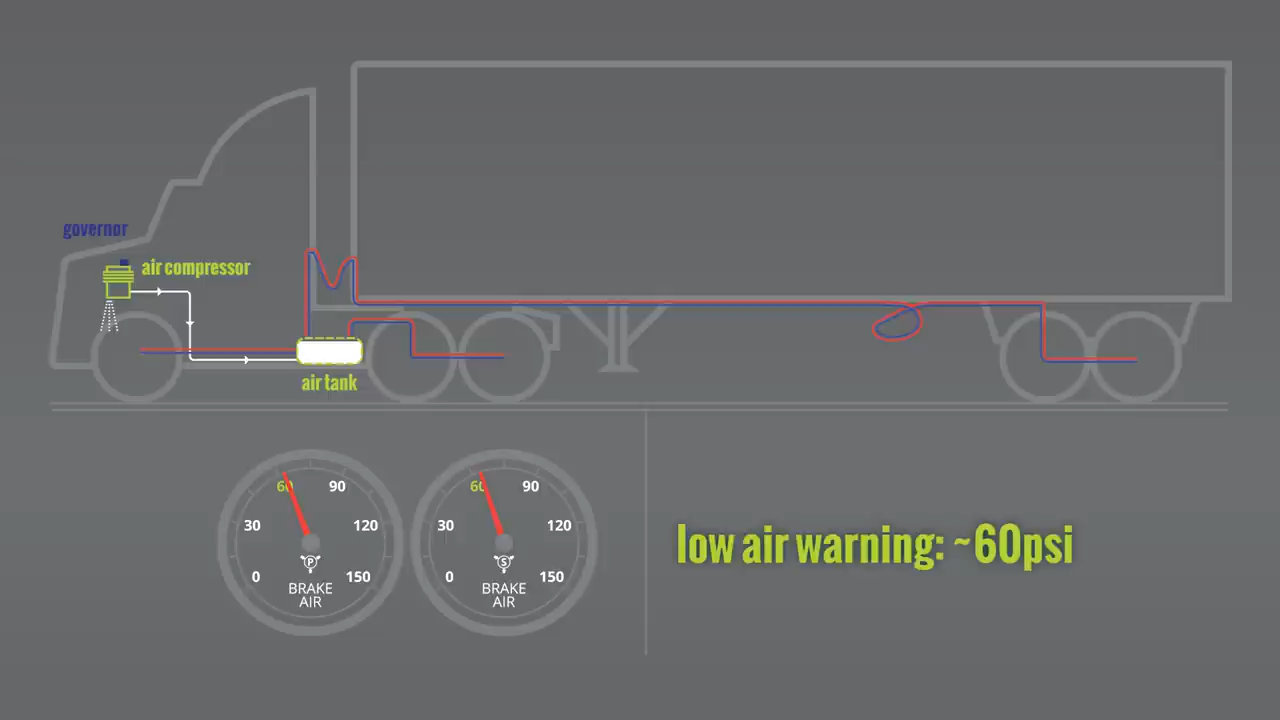 governor
air compressor
air tank
60
90
30
120
0
150
P
BRAKE
AIR
60
90
30
120
0
150
S
BRAKE
AIR
low air warning: ~60psi